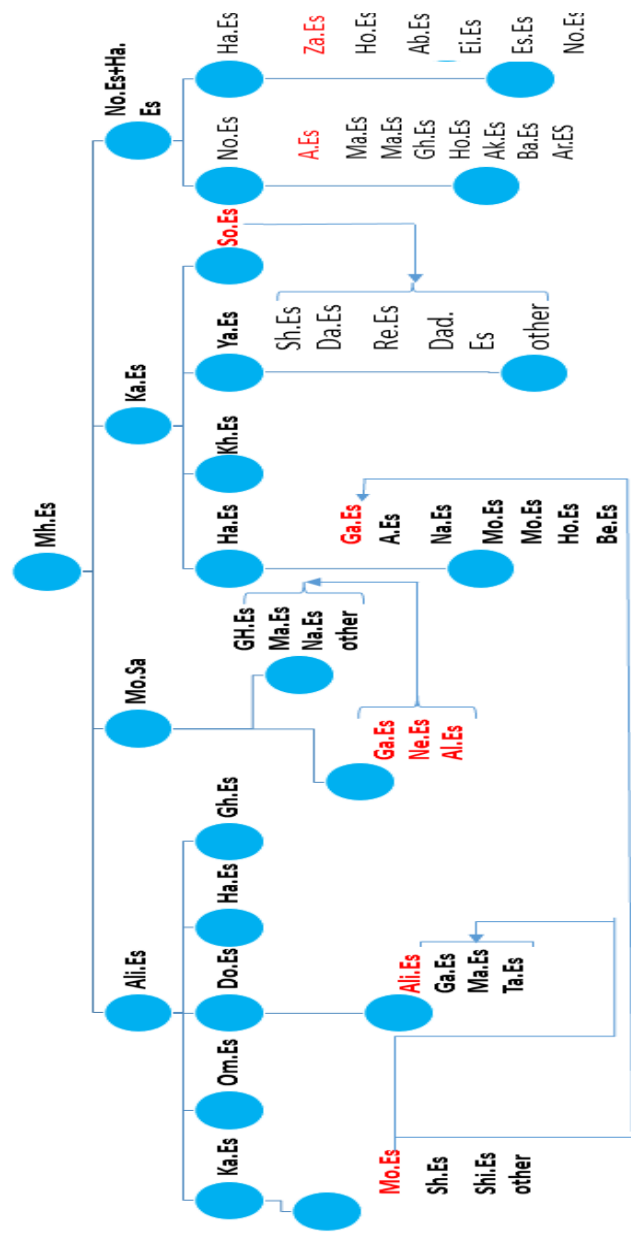 Mh.Es
Ali.Es
Mo.Sa
Ka.Es
No.Es+Ha.
Es
Ka.Es
Om.Es
Do.Es
Ha.Es
Gh.Es
Ha.Es
Kh.Es
Ya.Es
So.Es
No.Es
Ha.Es
Mo.Es
Sh.Es
Shi.Es
other
Ali.Es
Ga.Es
Ma.Es
Ta.Es
Ga.Es
Ne.Es
Al.Es
GH.Es
Ma.Es
Na.Es
other
Ga.Es
A.Es
Na.Es
Mo.Es
Mo.Es
Ho.Es
Be.Es
Sh.Es
Da.Es
Re.Es
Dad.
Es
other
A.Es
Ma.Es
Ma.Es
Gh.Es
Ho.Es
Ak.Es
Ba.Es
Ar.ES
Za.Es
Ho.Es
Ab.Es
Ei.Es
Es.Es
No.Es